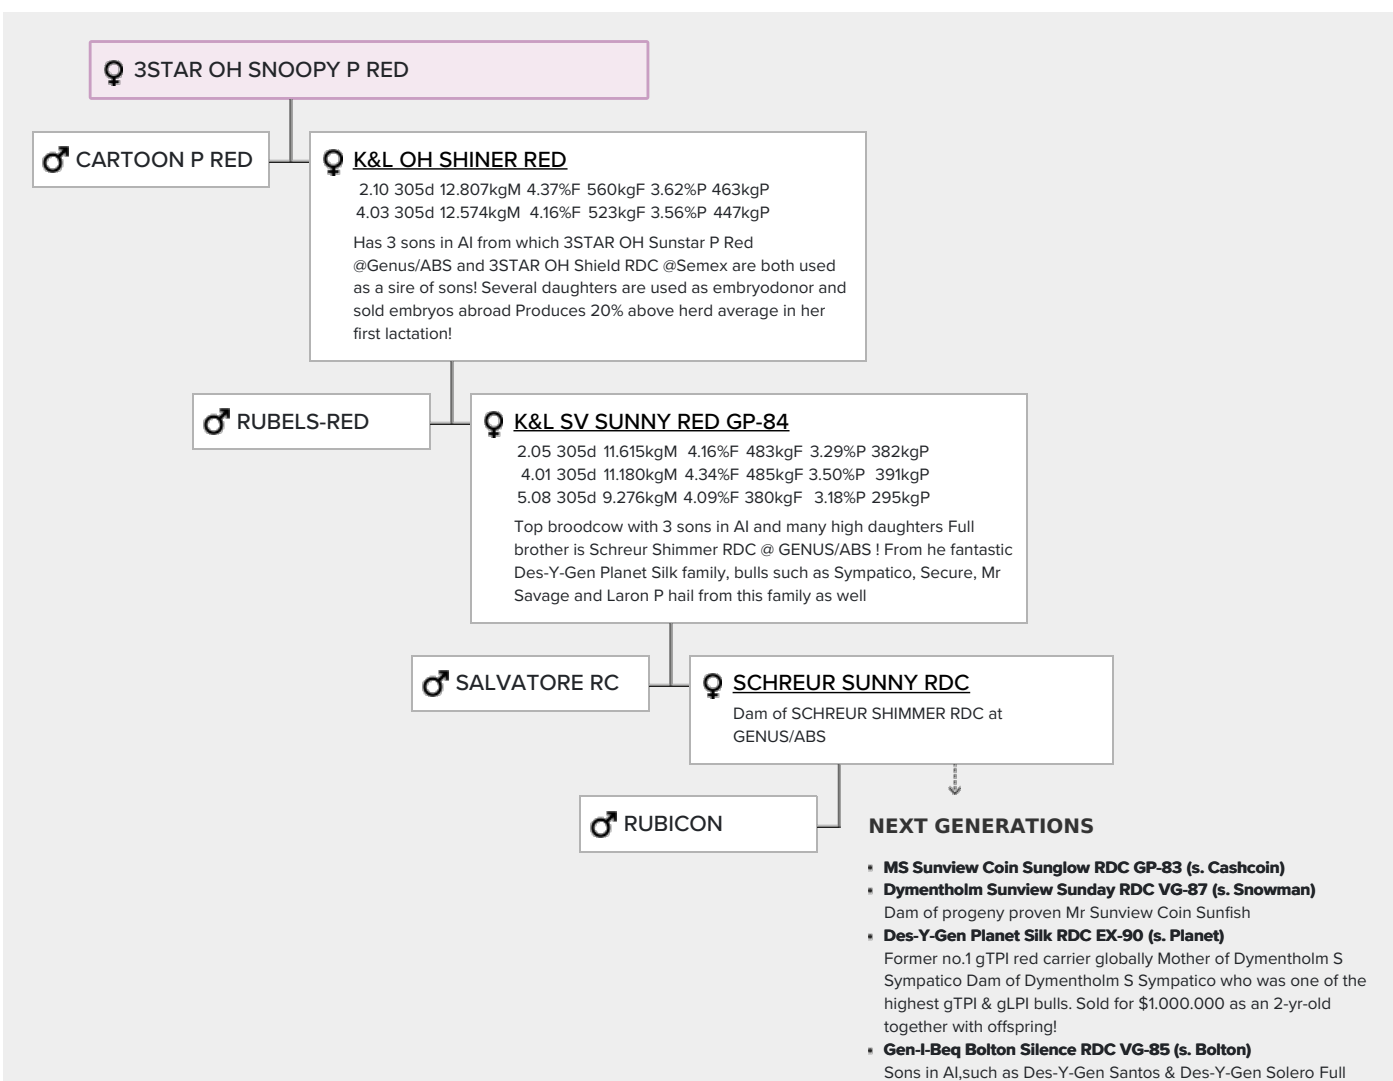 3STAR OH SNOOPY P RED
CARTOON P RED
K&L OH SHINER RED
2.10 305d 12.807kgM 4.37%F 560kgF 3.62%P 463kgP
4.03 305d 12.574kgM 4.16%F 523kgF 3.56%P 447kgP
Has 3 sons in AI from which 3STAR OH Sunstar P Red
@Genus/ABS and 3STAR OH Shield RDC @Semex are both used
as a sire of sons! Several daughters are used as embryodonor and
sold embryos abroad Produces 20% above herd average in her
first lactation!
RUBELS-RED
K&L SV SUNNY RED GP-84
2.05 305d 11.615kgM 4.16%F 483kgF 3.29%P 382kgP
4.01 305d 11.180kgM 4.34%F 485kgF 3.50%P 391kgP
5.08 305d 9.276kgM 4.09%F 380kgF 3.18%P 295kgP
Top broodcow with 3 sons in AI and many high daughters Full
brother is Schreur Shimmer RDC @ GENUS/ABS ! From he fantastic
Des-Y-Gen Planet Silk family, bulls such as Sympatico, Secure, Mr
Savage and Laron P hail from this family as well
SALVATORE RC
SCHREUR SUNNY RDC
Dam of SCHREUR SHIMMER RDC at
GENUS/ABS
RUBICON
NEXT GENERATIONS
MS Sunview Coin Sunglow RDC GP-83 (s. Cashcoin)
Dymentholm Sunview Sunday RDC VG-87 (s. Snowman)
Dam of progeny proven Mr Sunview Coin Sunfish
Des-Y-Gen Planet Silk RDC EX-90 (s. Planet)
Former no.1 gTPI red carrier globally Mother of Dymentholm S
Sympatico Dam of Dymentholm S Sympatico who was one of the
highest gTPI & gLPI bulls. Sold for $1.000.000 as an 2-yr-old
together with offspring!
Gen-I-Beq Bolton Silence RDC VG-85 (s. Bolton)
Sons in AI,such as Des-Y-Gen Santos & Des-Y-Gen Solero Full